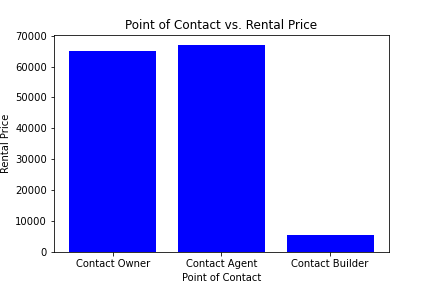 Point of Contact vs. Rental Price
70000
60000
50000
40000
30000
20000
10000
0
Rental Price
Contact Owner Contact Agent Contact Builder
Point of Contact